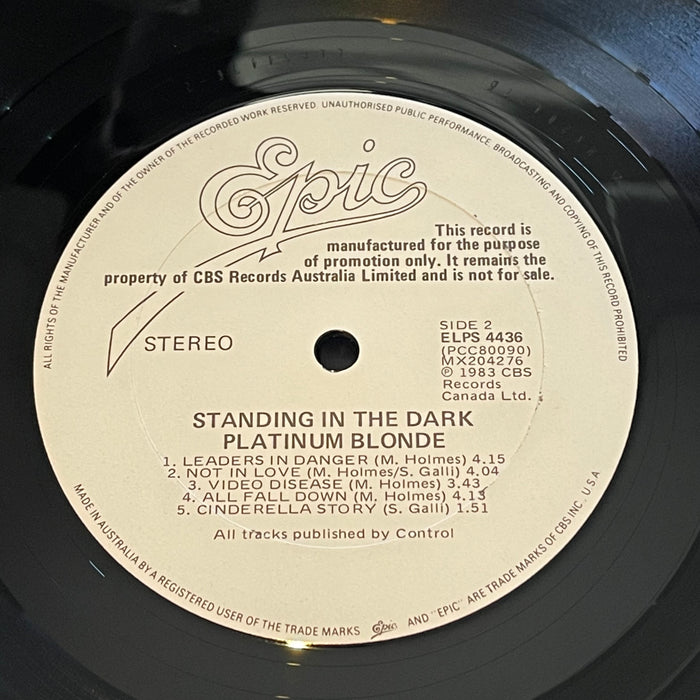 ALL RIGHTS OF THE MANUFACTURER AND OF THE OWNER OF THE RECORDED WORK RESERVED. UNAUTHORISED PUBLIC PERFORMANCE, BROADCASTING AND COPYING OF THIS RECORD PROHIBITED
Epic
This record is
manufactured for the purpose
of promotion only. It remains the
property of CBS Records Australia Limited and is not for sale.
STEREO
SIDE 2
ELPS 4436
(PCC80090)
MX204276
℗ 1983 CBS
Records
Canada Ltd.
STANDING IN THE DARK
PLATINUM BLONDE
1. LEADERS IN DANGER (M. Holmes) 4.15
2. NOT IN LOVE (M. Holmes/S. Galli) 4.04
3. VIDEO DISEASE (M. Holmes) 3.43
4. ALL FALL DOWN (M. Holmes) 4.13
5. CINDERELLA STORY (S. Galli) 1.51
All tracks published by Control
MADE IN AUSTRALIA BY A REGISTERED USER OF THE TRADE MARKS Epic AND "EPIC" ARE TRADE MARKS OF CBS INC. U.S.A